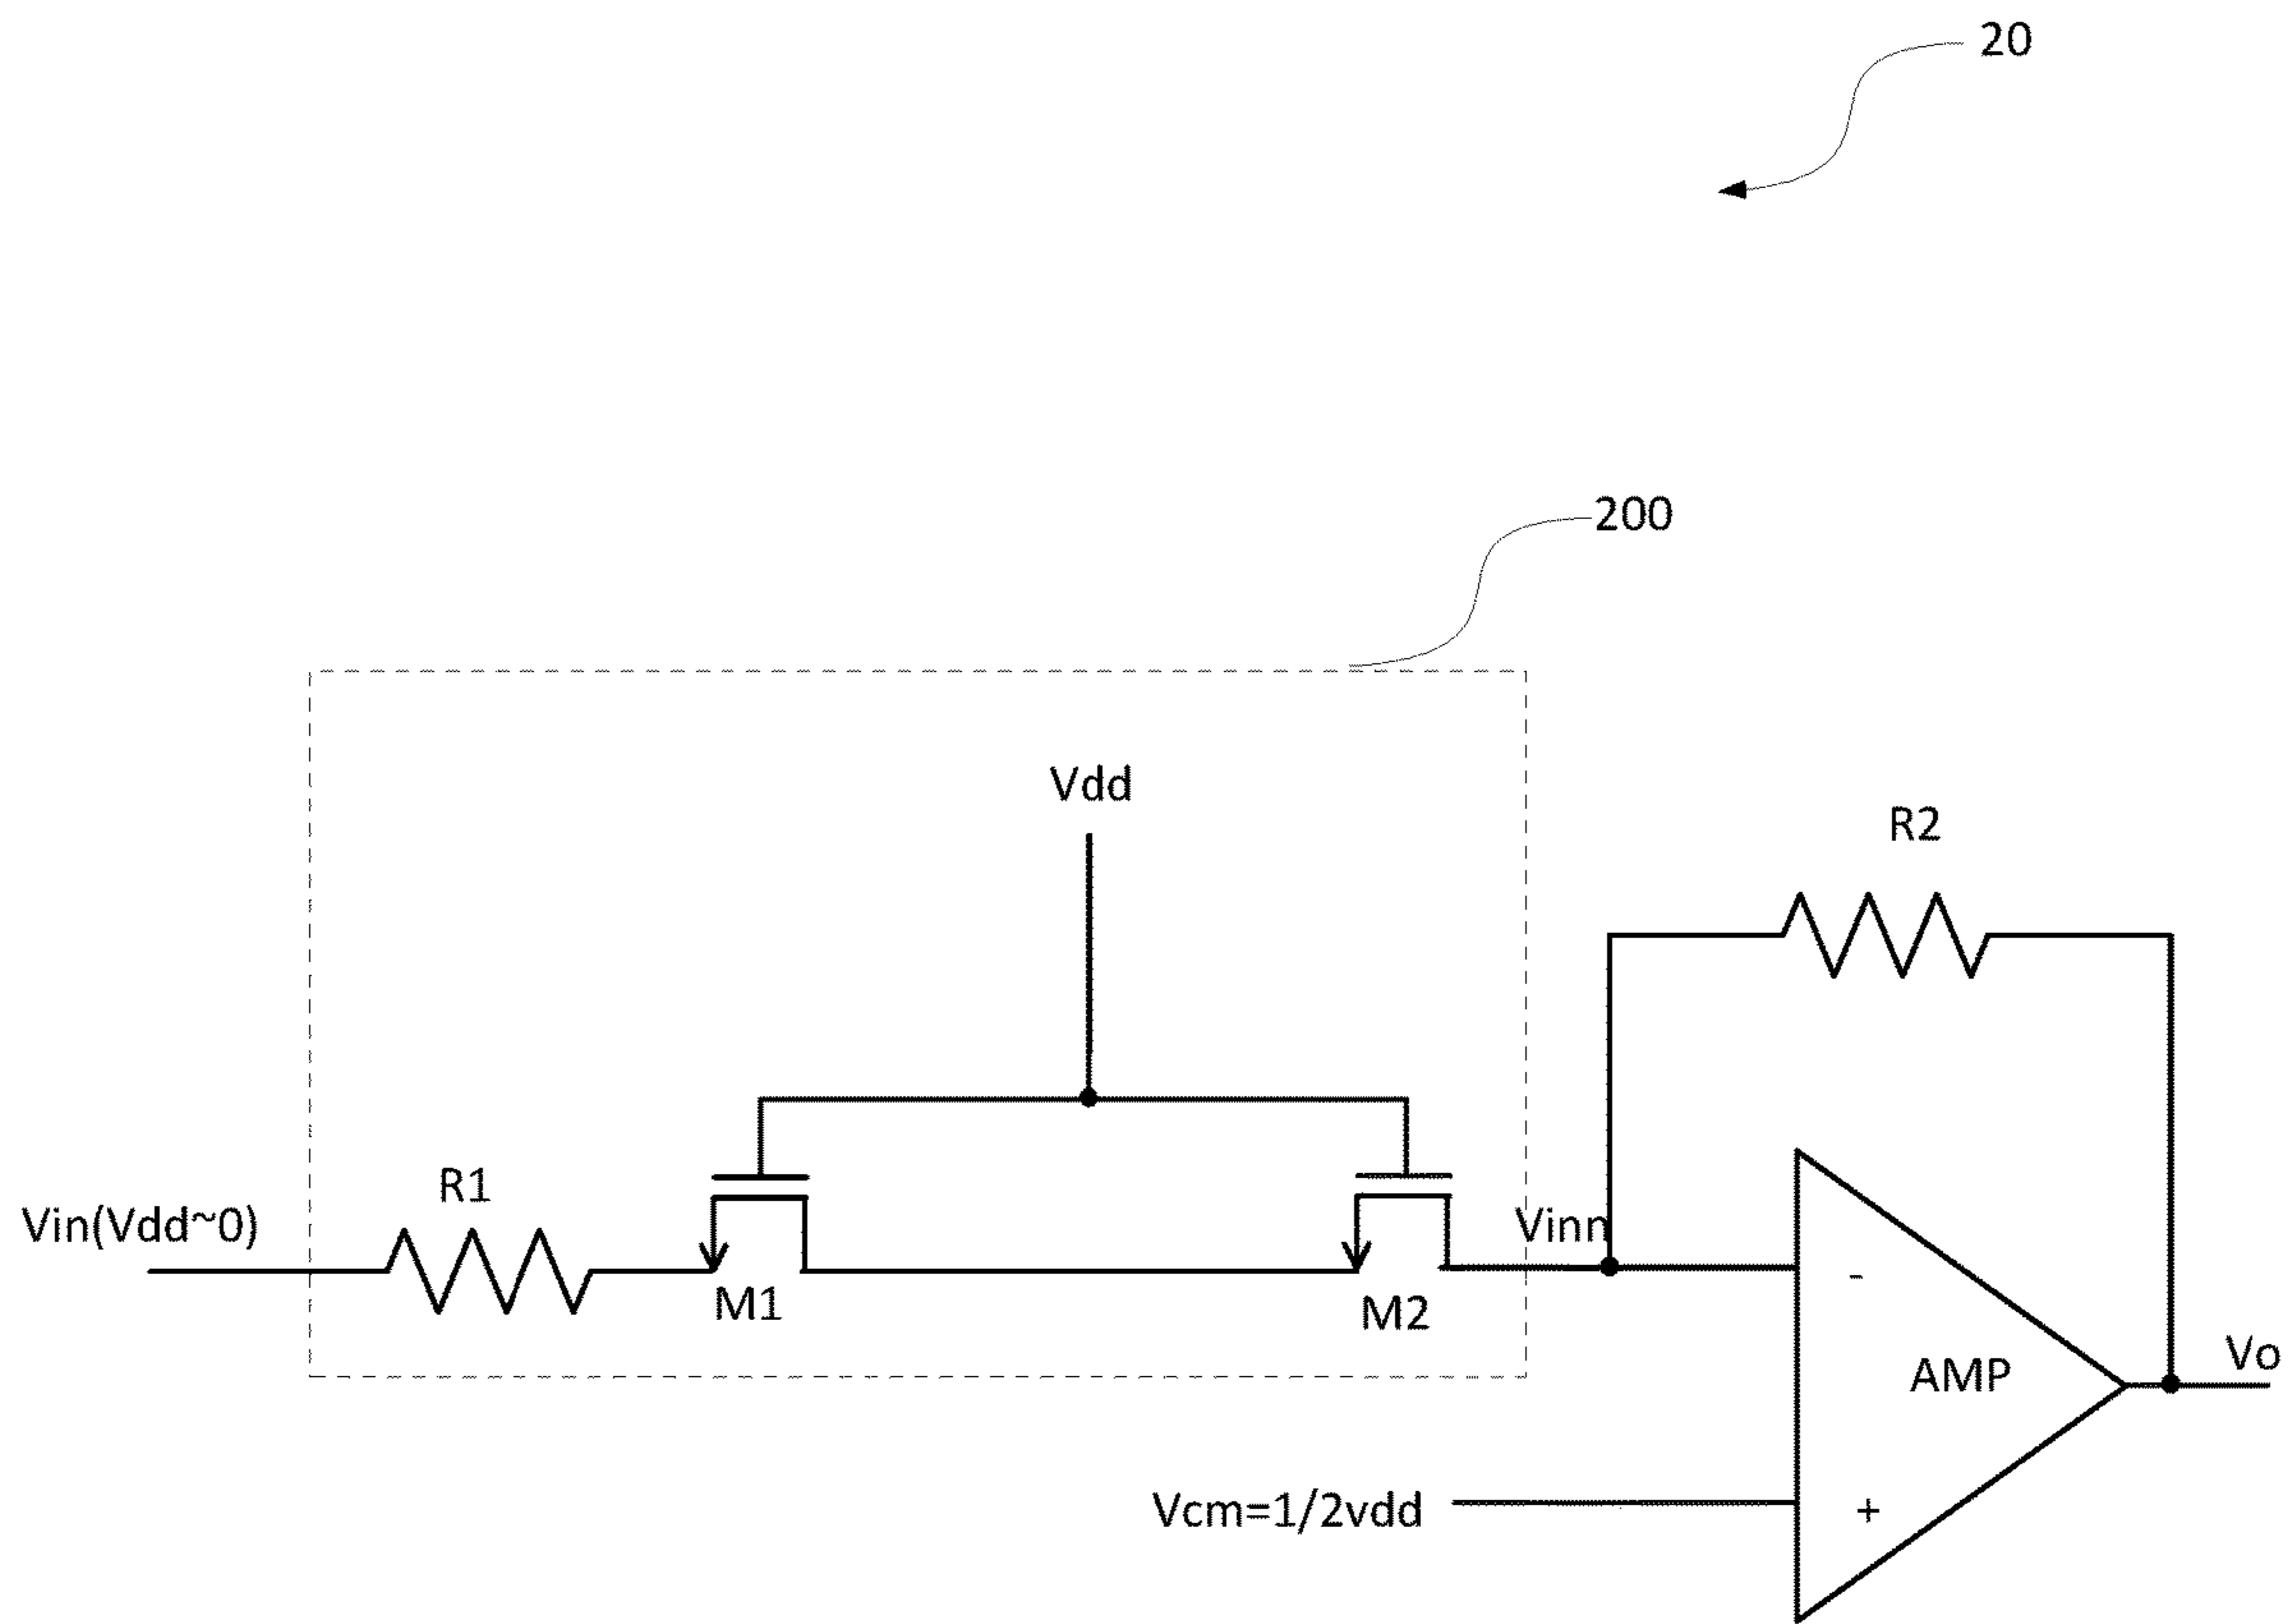 20
200
Vdd
R2
R1
Vin(Vdd~0)
Vinn
M1
M2
-
AMP
Vo
Vcm=1/2vdd
+